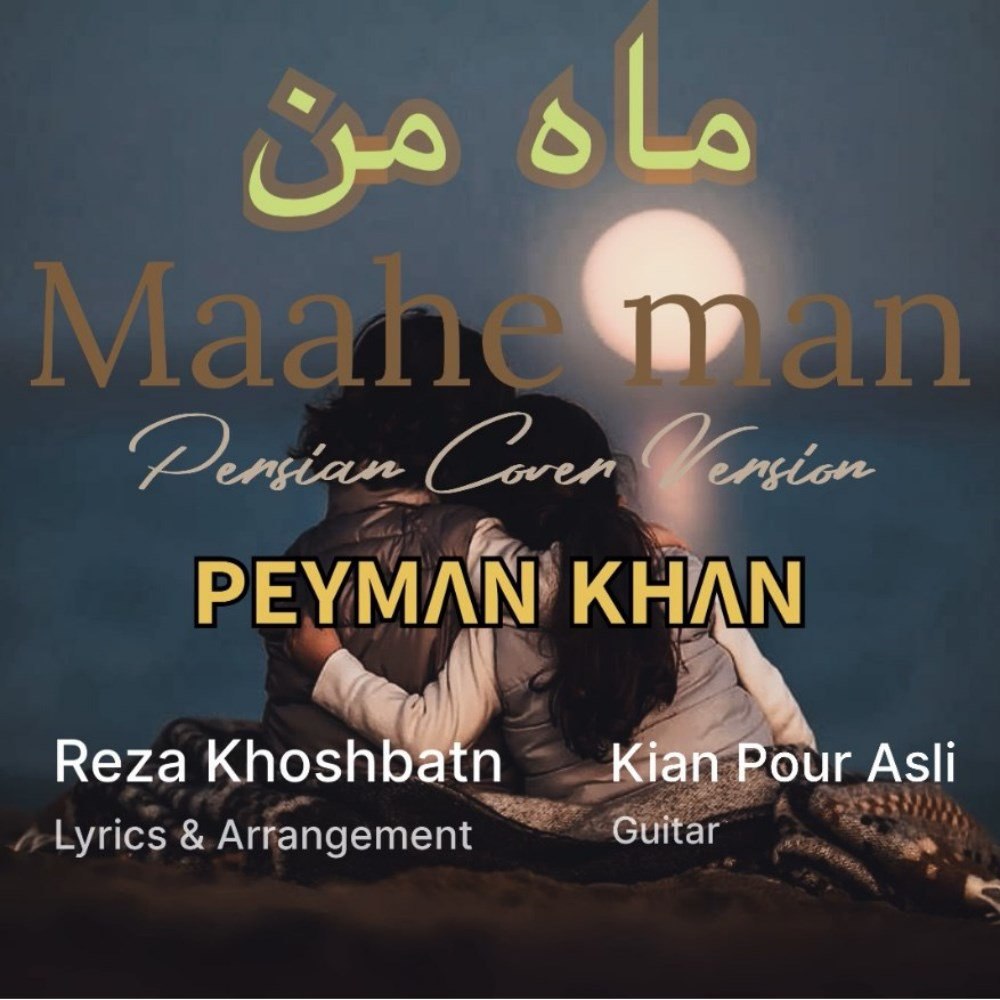 ماه من
Maahe man
Persian Cover Version
PEYMAN KHAN
Reza Khoshbatn
Lyrics & Arrangement
Kian Pour Asli
Guitar